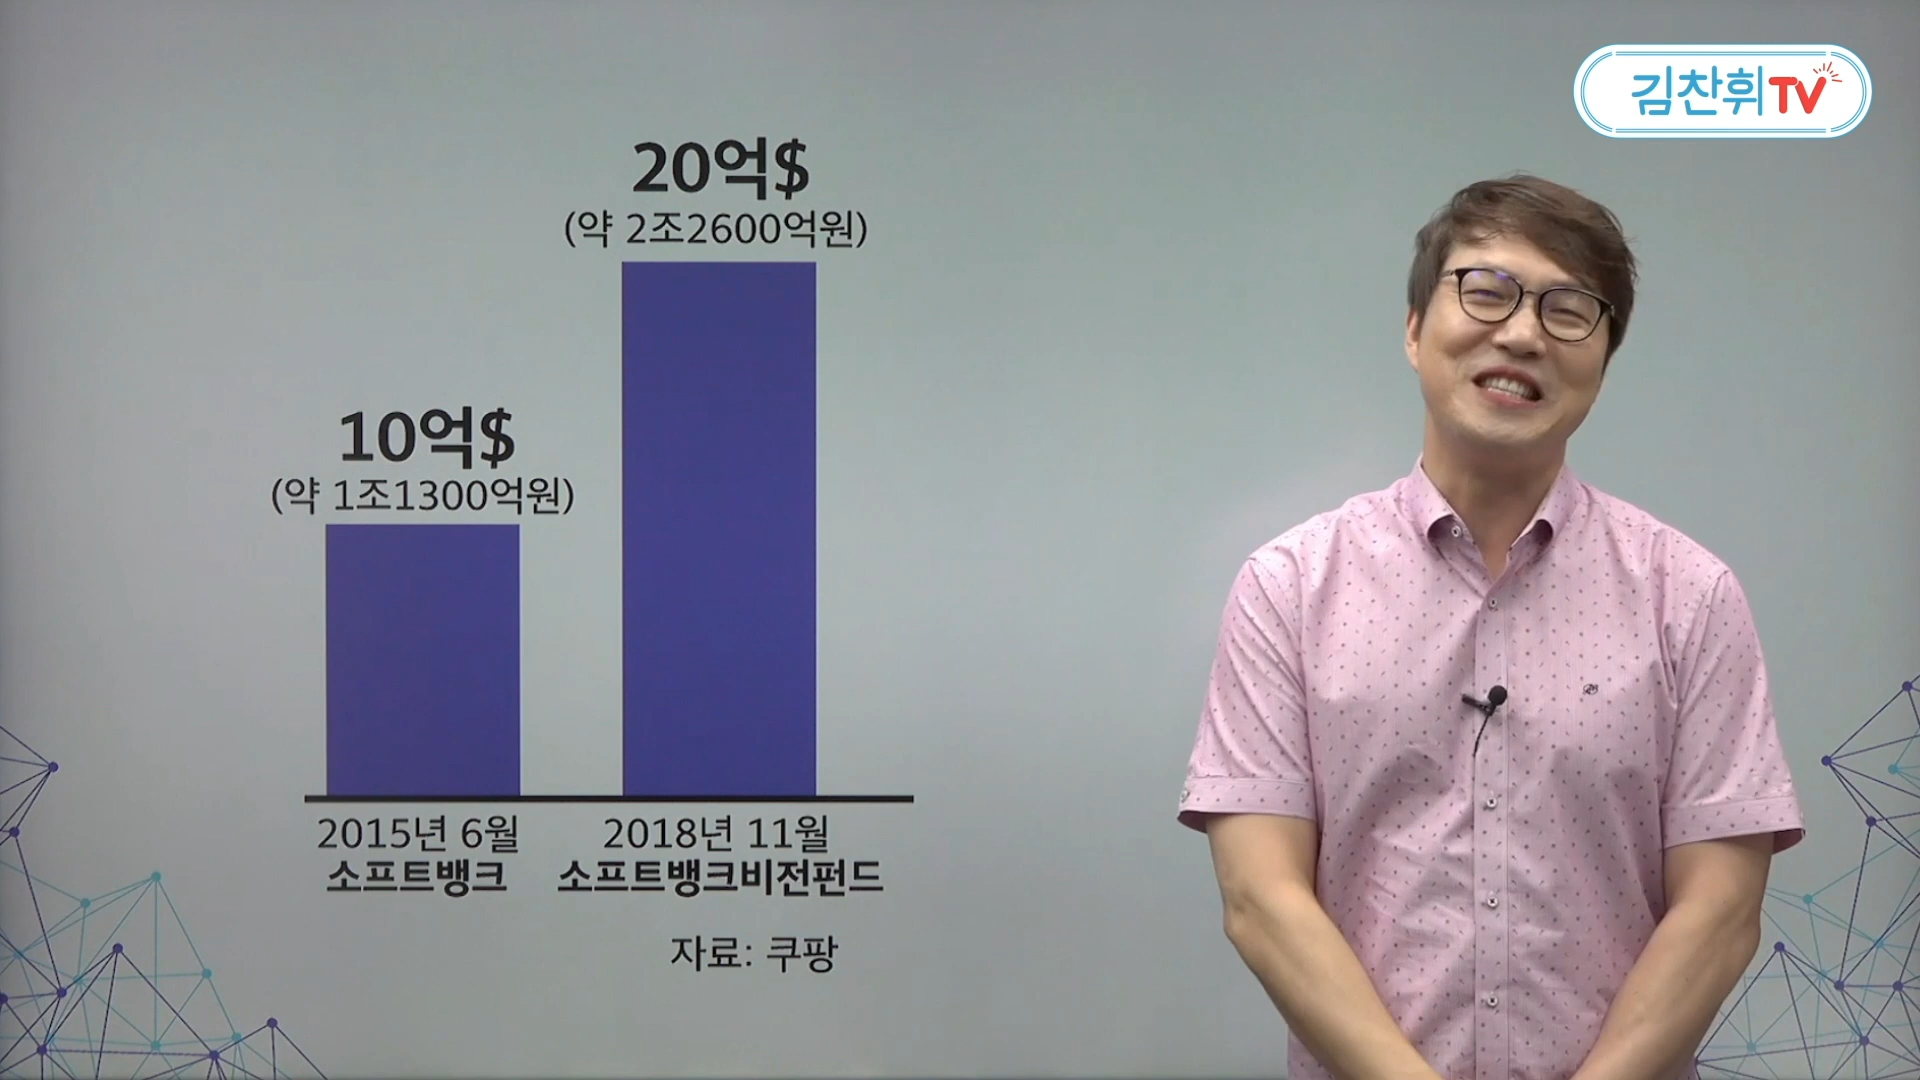 김찬휘TV
20억$
(약 2조2600억원)
10억$
(약 1조1300억원)
2015년 6월
소프트뱅크
2018년 11월
소프트뱅크비전펀드
자료: 쿠팡